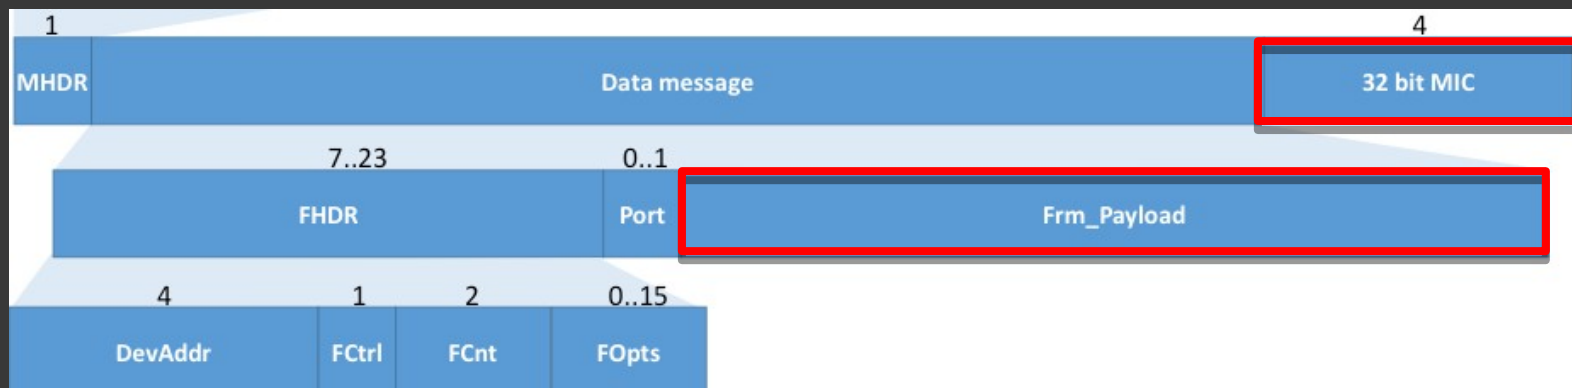 1 4
MHDR Data message 32 bit MIC
7..23 0..1
FHDR Port Frm_Payload
4 1 2 0..15
DevAddr FCtrl FCnt FOpts